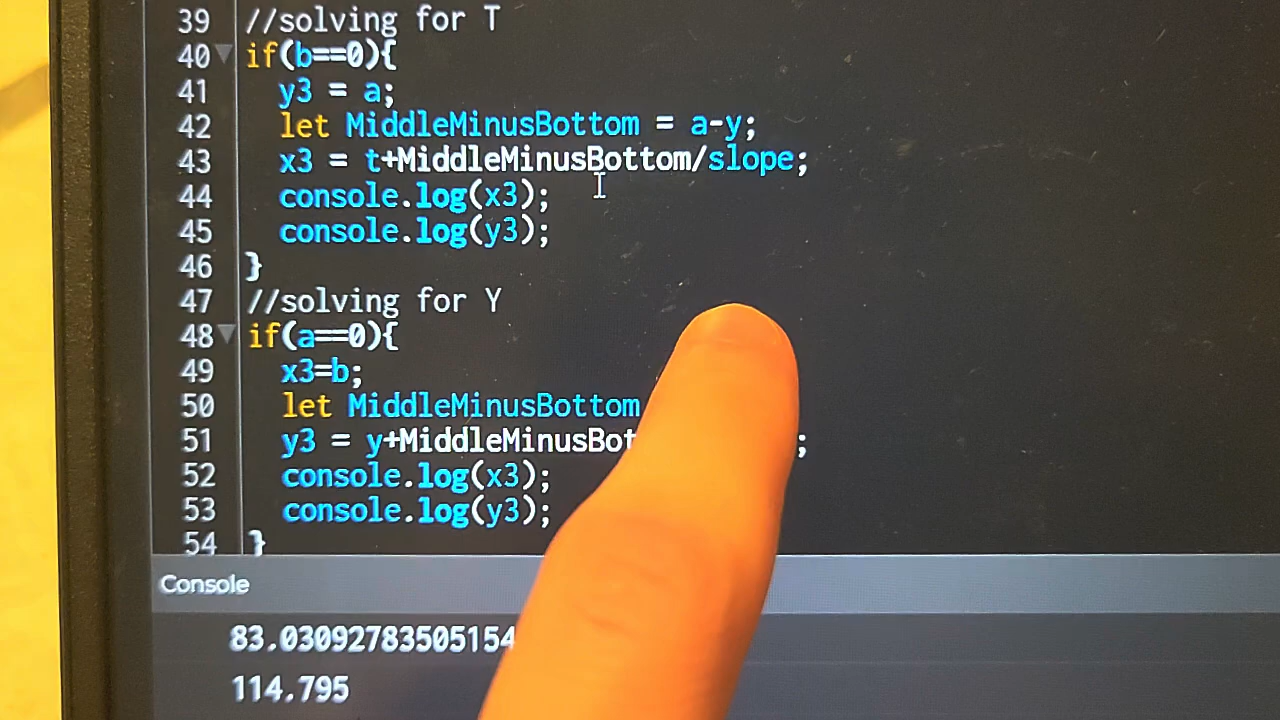 39 //solving for T
40 if(b==0){
41 y3 = a;
42 let MiddleMinusBottom = a-y;
43 x3 = t+MiddleMinusBottom/slope;
44 console.log(x3);
45 console.log(y3);
46 }
47 //solving for Y
48 if(a==0){
49 x3=b;
50 let MiddleMinusBottom
51 y3 = y+ ;
52 console.log(x3);
53 console.log(y3);
54 }
Console
83.03092783505154
114.795